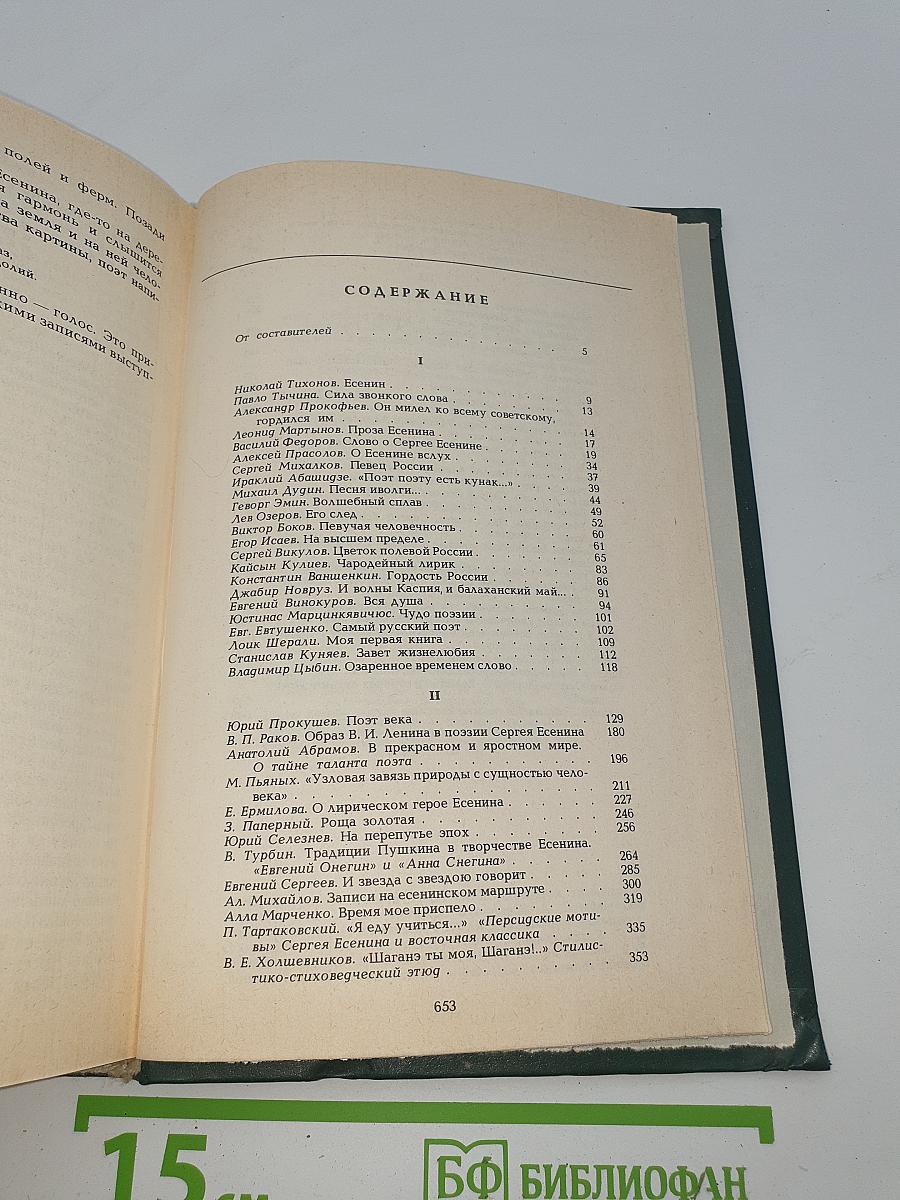 полей и ферм. Позади
Есенина, где-то на дере-
гармонь и слышится
земля и на ней чело-
картины, поэт напи-
голос. Это при-
записями выступ-
СОДЕРЖАНИЕ
От составителей . . . . . . . . . . . . . 5
I
Николай Тихонов. Есенин . . . . . . . . . 9
Павло Тычина. Сила звонкого слова . . . . . 13
Александр Прокофьев. Он милел ко всему советскому,
гордился им . . . . . . . . . . . . 14
Леонид Мартынов. Проза Есенина . . . . . . 17
Василий Федоров. Слово о Сергее Есенине . . . 19
Алексей Прасолов. О Есенине вслух . . . . . 34
Сергей Михалков. Певец России . . . . . . 37
Ираклий Абашидзе. «Поэт поэту есть кунак...» . . 39
Михаил Дудин. Песня иволги... . . . . . . 44
Геворг Эмин. Волшебный сплав . . . . . . 49
Лев Озеров. Его след . . . . . . . . . 52
Виктор Боков. Певучая человечность . . . . . 60
Егор Исаев. На высшем пределе . . . . . . 61
Сергей Викулов. Цветок полевой России . . . . 65
Кайсын Кулиев. Чародейный лирик . . . . . 83
Константин Ваншенкин. Гордость России . . . . 86
Джабир Новруз. И волны Каспия, и балаханский май... . 91
Евгений Винокуров. Вся душа . . . . . . . 94
Юстинас Марцинкявичюс. Чудо поэзии . . . . 101
Евг. Евтушенко. Самый русский поэт . . . . . 102
Лоик Шерали. Моя первая книга . . . . . . 109
Станислав Куняев. Завет жизнелюбия . . . . . 112
Владимир Цыбин. Озаренное временем слово . . . 118
II
Юрий Прокушев. Поэт века . . . . . . . . 129
В. П. Раков. Образ В. И. Ленина в поэзии Сергея Есенина 180
Анатолий Абрамов. В прекрасном и яростном мире.
О тайне таланта поэта . . . . . . . . . 196
М. Пьяных. «Узловая завязь природы с сущностью чело-
века» . . . . . . . . . . . . . . 211
Е. Ермилова. О лирическом герое Есенина . . . . 227
З. Паперный. Роща золотая . . . . . . . . 246
Юрий Селезнев. На перепутье эпох . . . . . . 256
В. Турбин. Традиции Пушкина в творчестве Есенина.
«Евгений Онегин» и «Анна Снегина» . . . . . 264
Евгений Сергеев. И звезда с звездою говорит . . . 285
Ал. Михайлов. Записи на есенинском маршруте . . . 300
Алла Марченко. Время мое приспело . . . . . 319
П. Тартаковский. «Я еду учиться...» «Персидские моти-
вы» Сергея Есенина и восточная классика . . . 335
В. Е. Холшевников. «Шаганэ ты моя, Шаганэ!..» Стилис-
тико-стиховедческий этюд . . . . . . . . 353
653
15 см
БФ БИБЛИОФАН